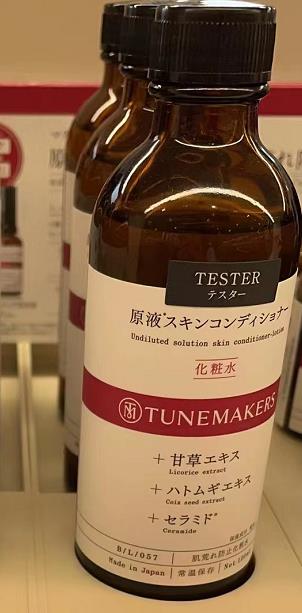 TESTER
テスター
原液*スキンコンディショナー
Undiluted solution skin conditioner-lotion
化粧水
TUNEMAKERS
+ 甘草エキス
Licorice extract
+ ハトムギエキス
Coix seed extract
+ セラミド*
Ceramide
B/L/057 肌荒れ防止化粧水
Made in Japan 常温保存 Net